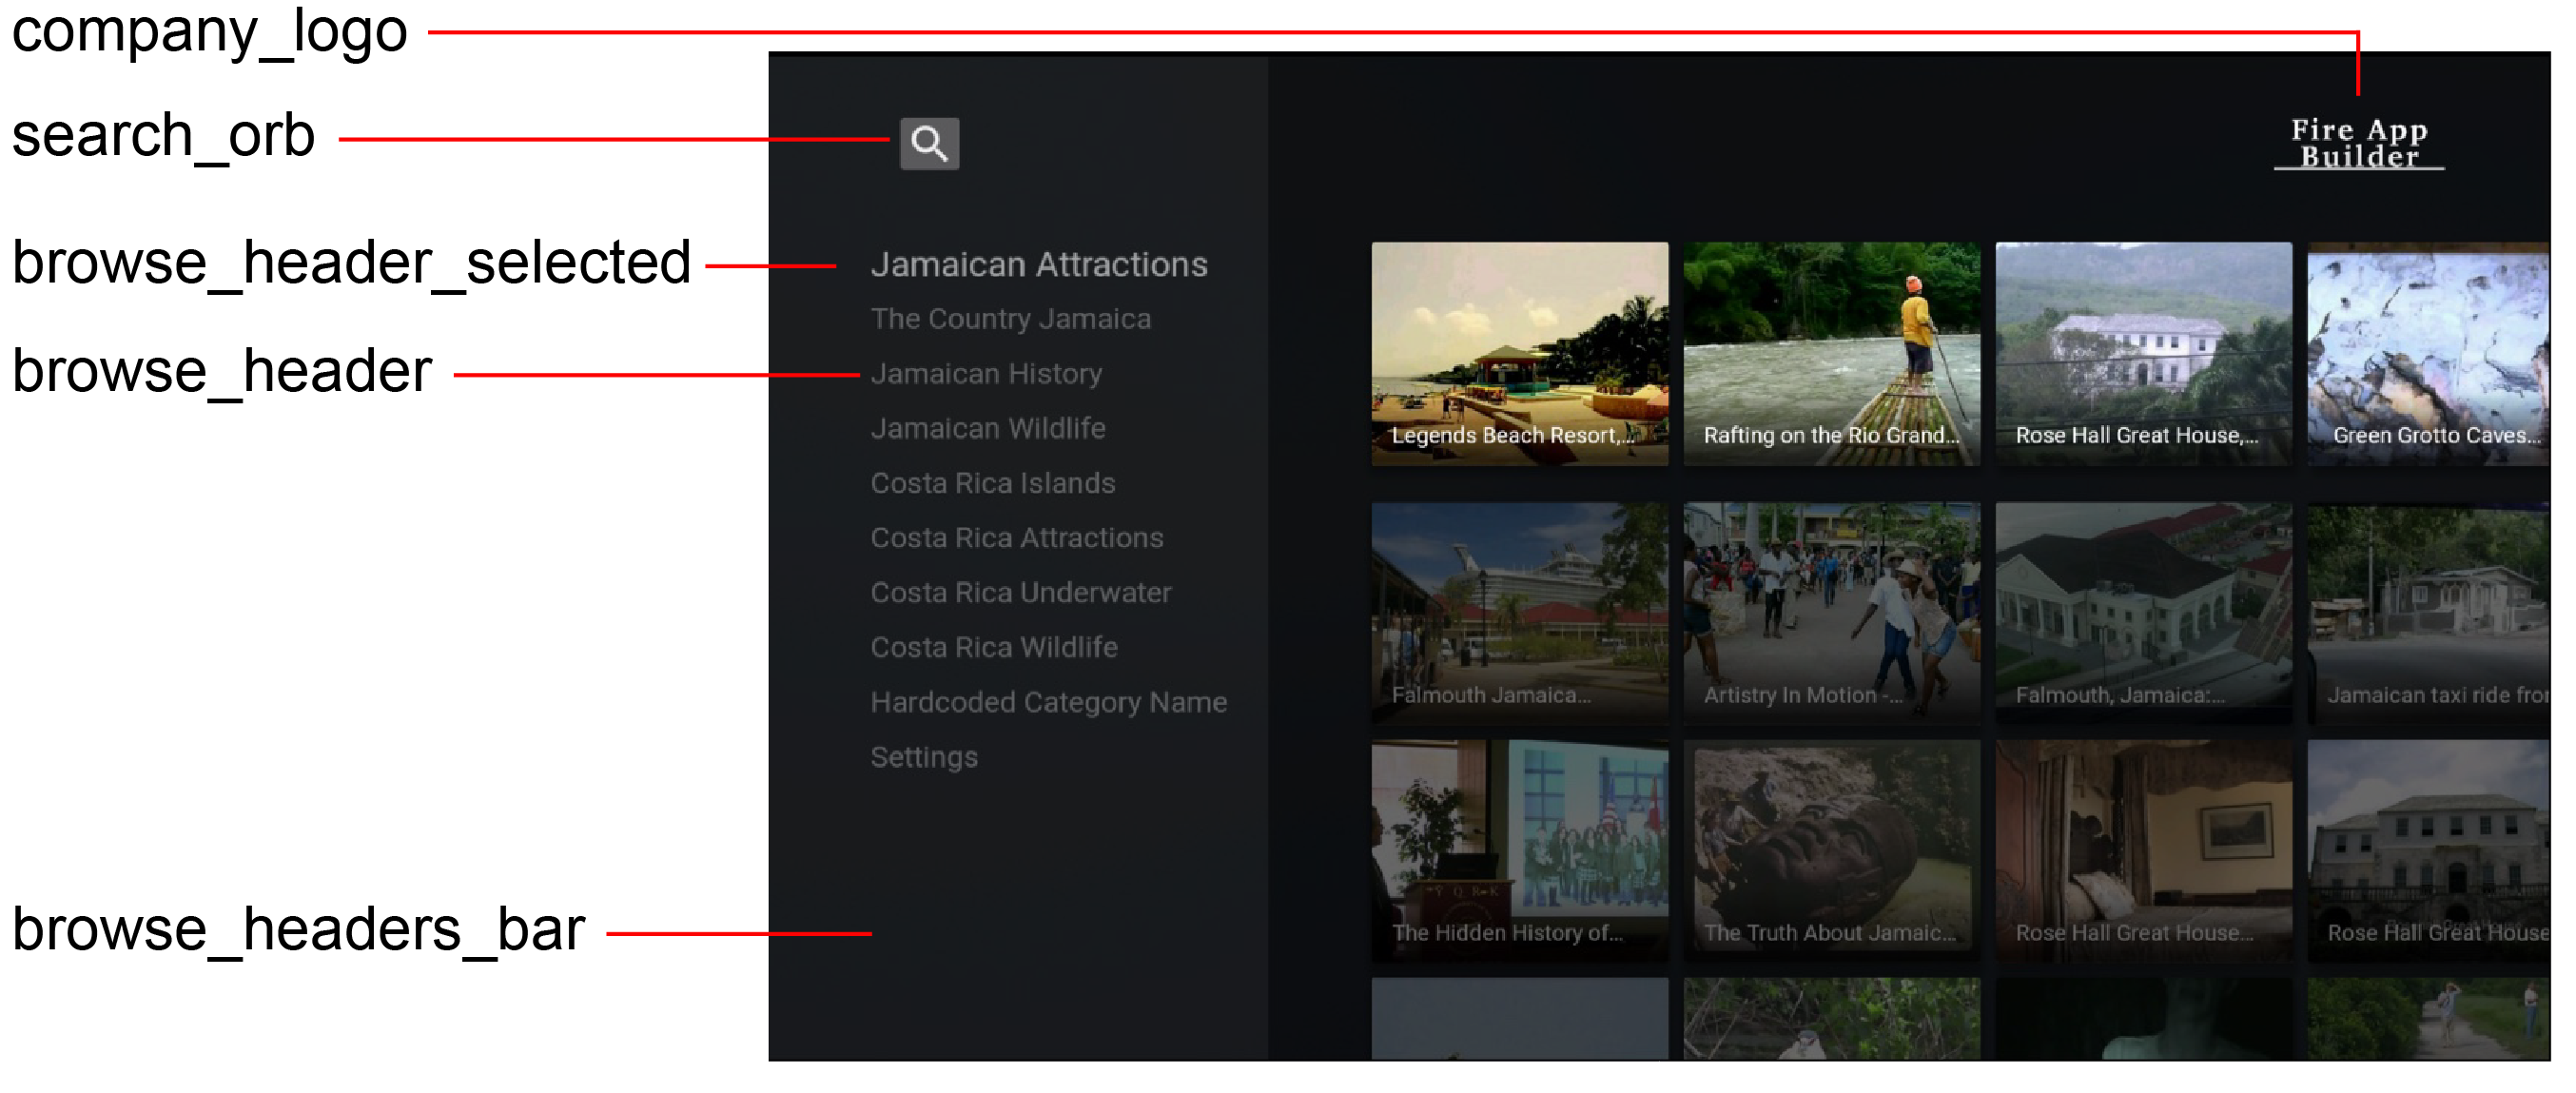 company_logo
search_orb
Fire App
Builder
browse_header_selected
Jamaican Attractions
The Country Jamaica
browse_header
Jamaican History
Jamaican Wildlife
Legends Beach Resort,...
Rafting on the Rio Grand...
Rose Hall Great House,...
Green Grotto Caves...
Costa Rica Islands
Costa Rica Attractions
Costa Rica Underwater
Costa Rica Wildlife
Hardcoded Category Name
Falmouth Jamaica...
Artistry In Motion -...
Falmouth, Jamaica:...
Jamaican taxi ride fro
Settings
browse_headers_bar
YORK
The Hidden History of...
The Truth About Jamaic...
Rose Hall Great House...
Rose Hall Great House